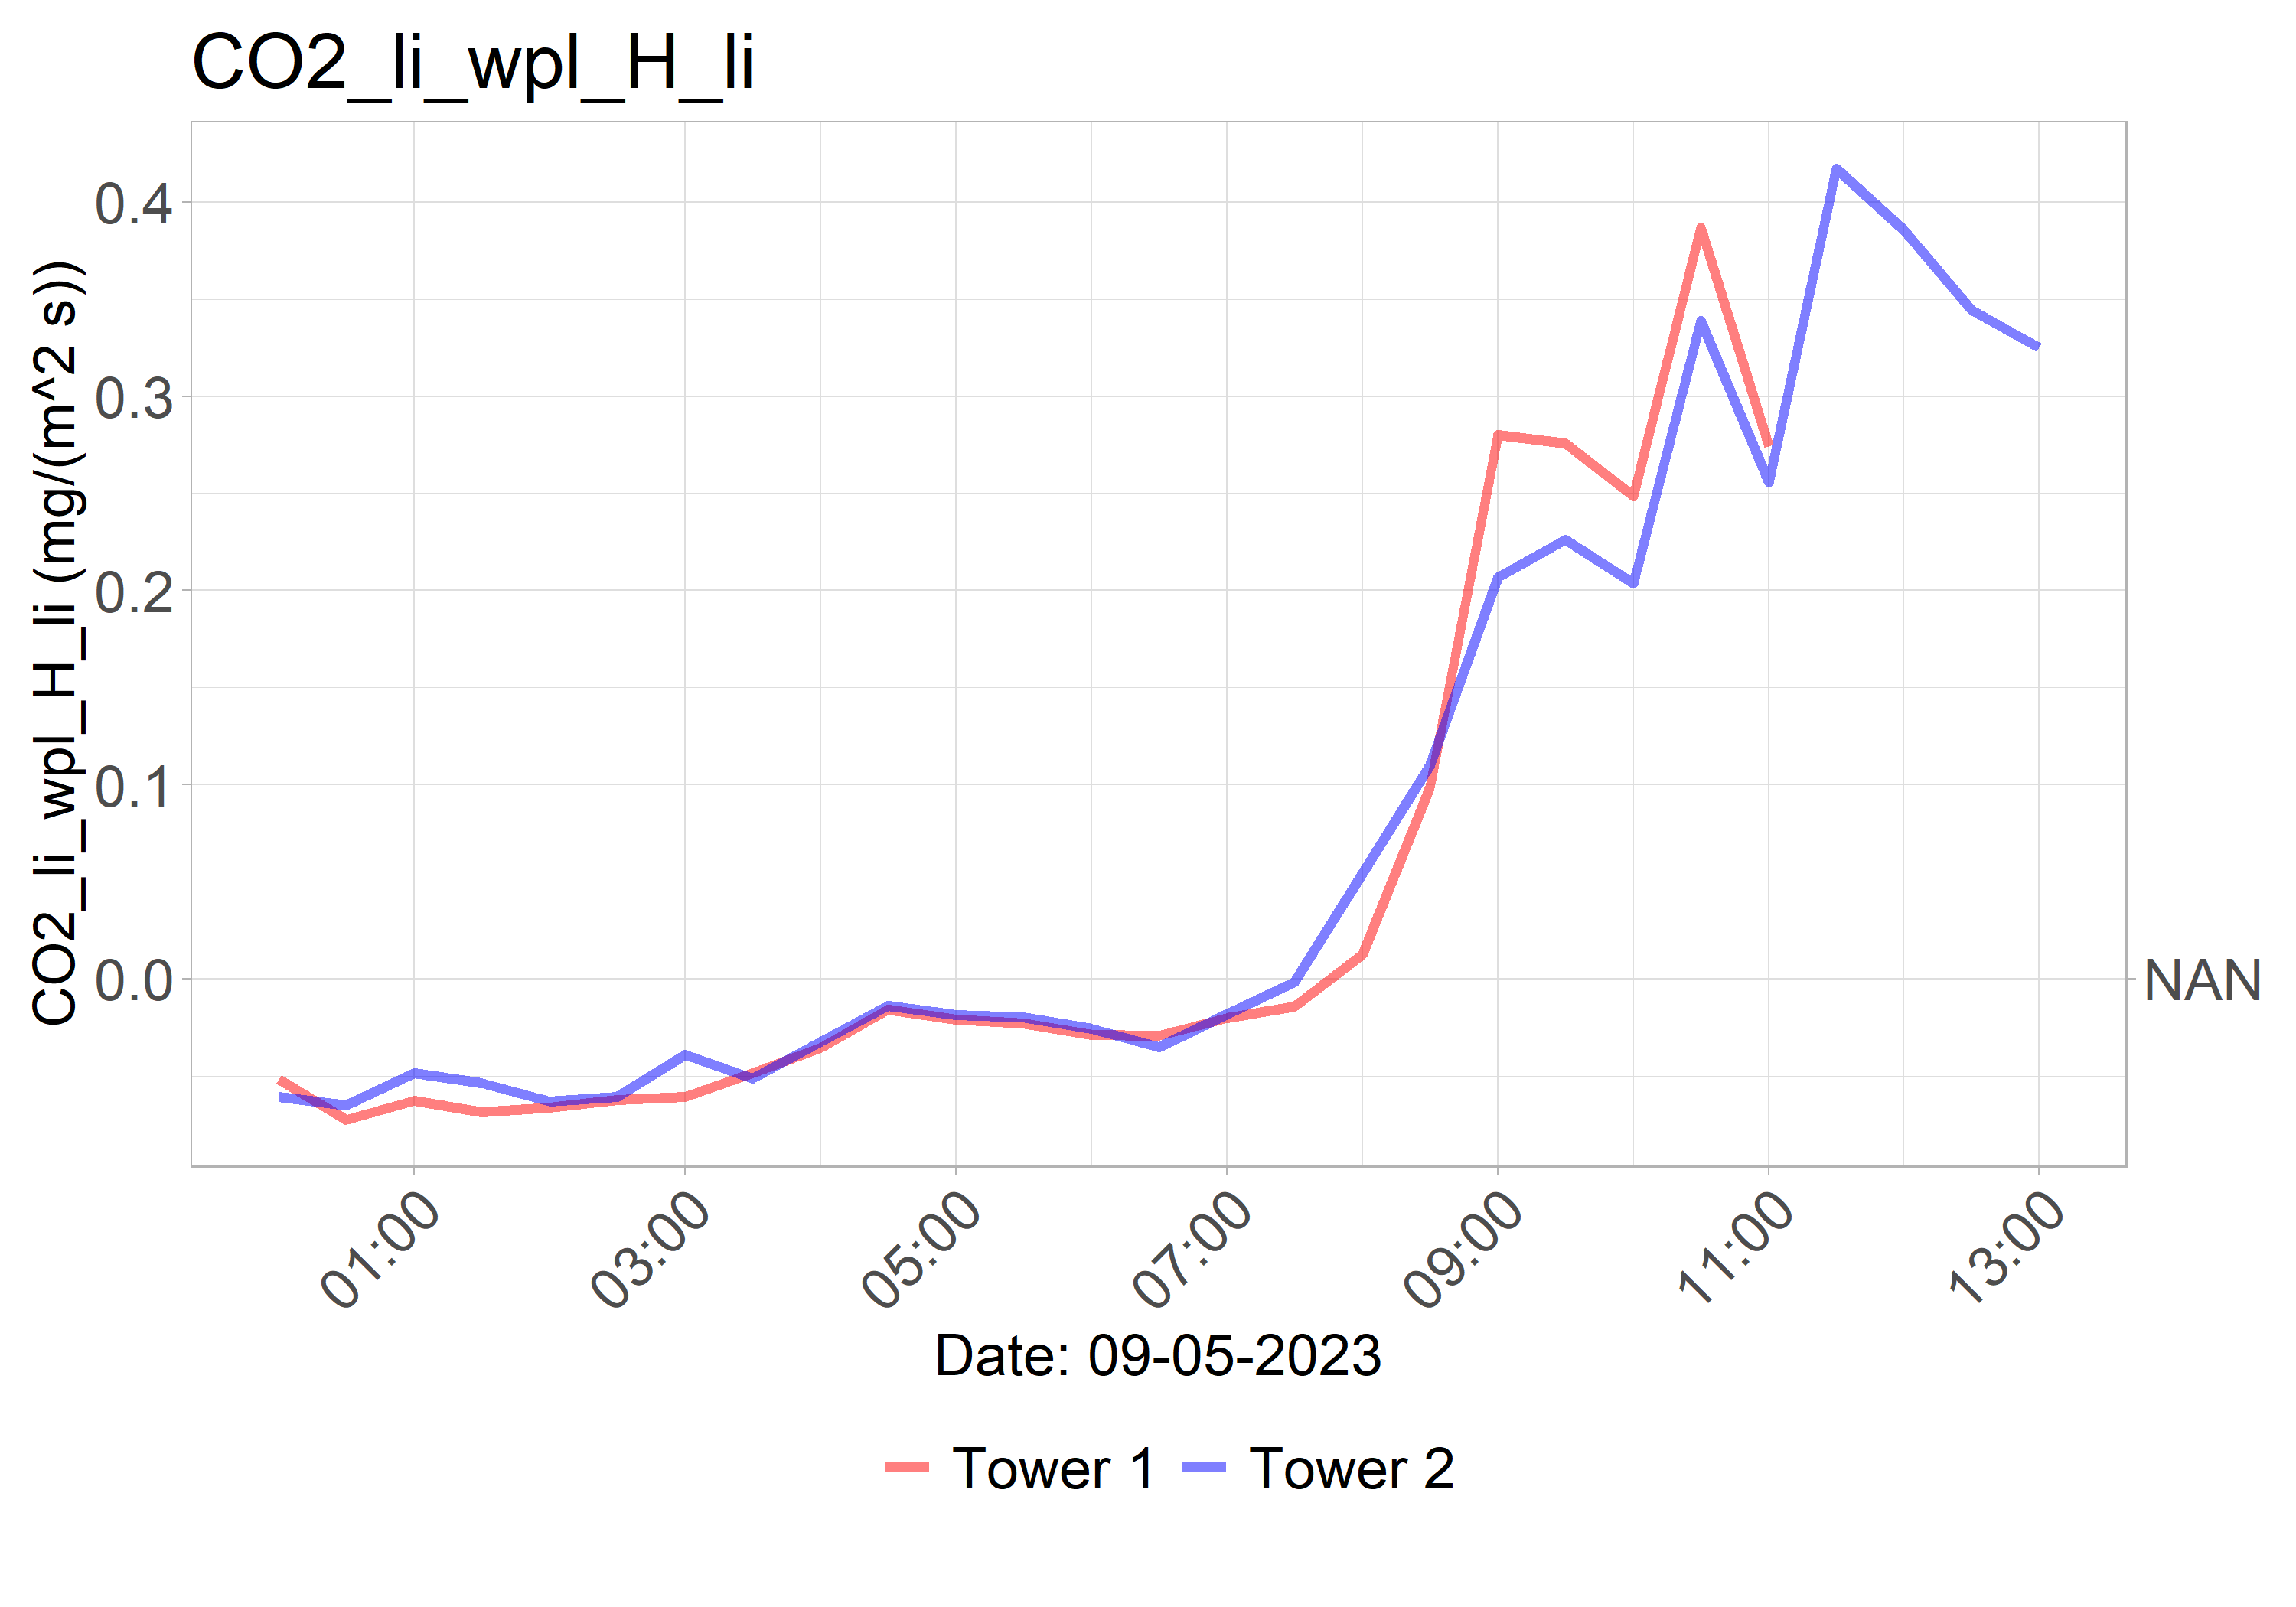 CO2_li_wpl_H_li
CO2_li_wpl_H_li (mg/(m^2 s))
0.4
0.3
0.2
0.1
0.0
NAN
01:00
03:00
05:00
07:00
09:00
11:00
13:00
Date: 09-05-2023
Tower 1
Tower 2